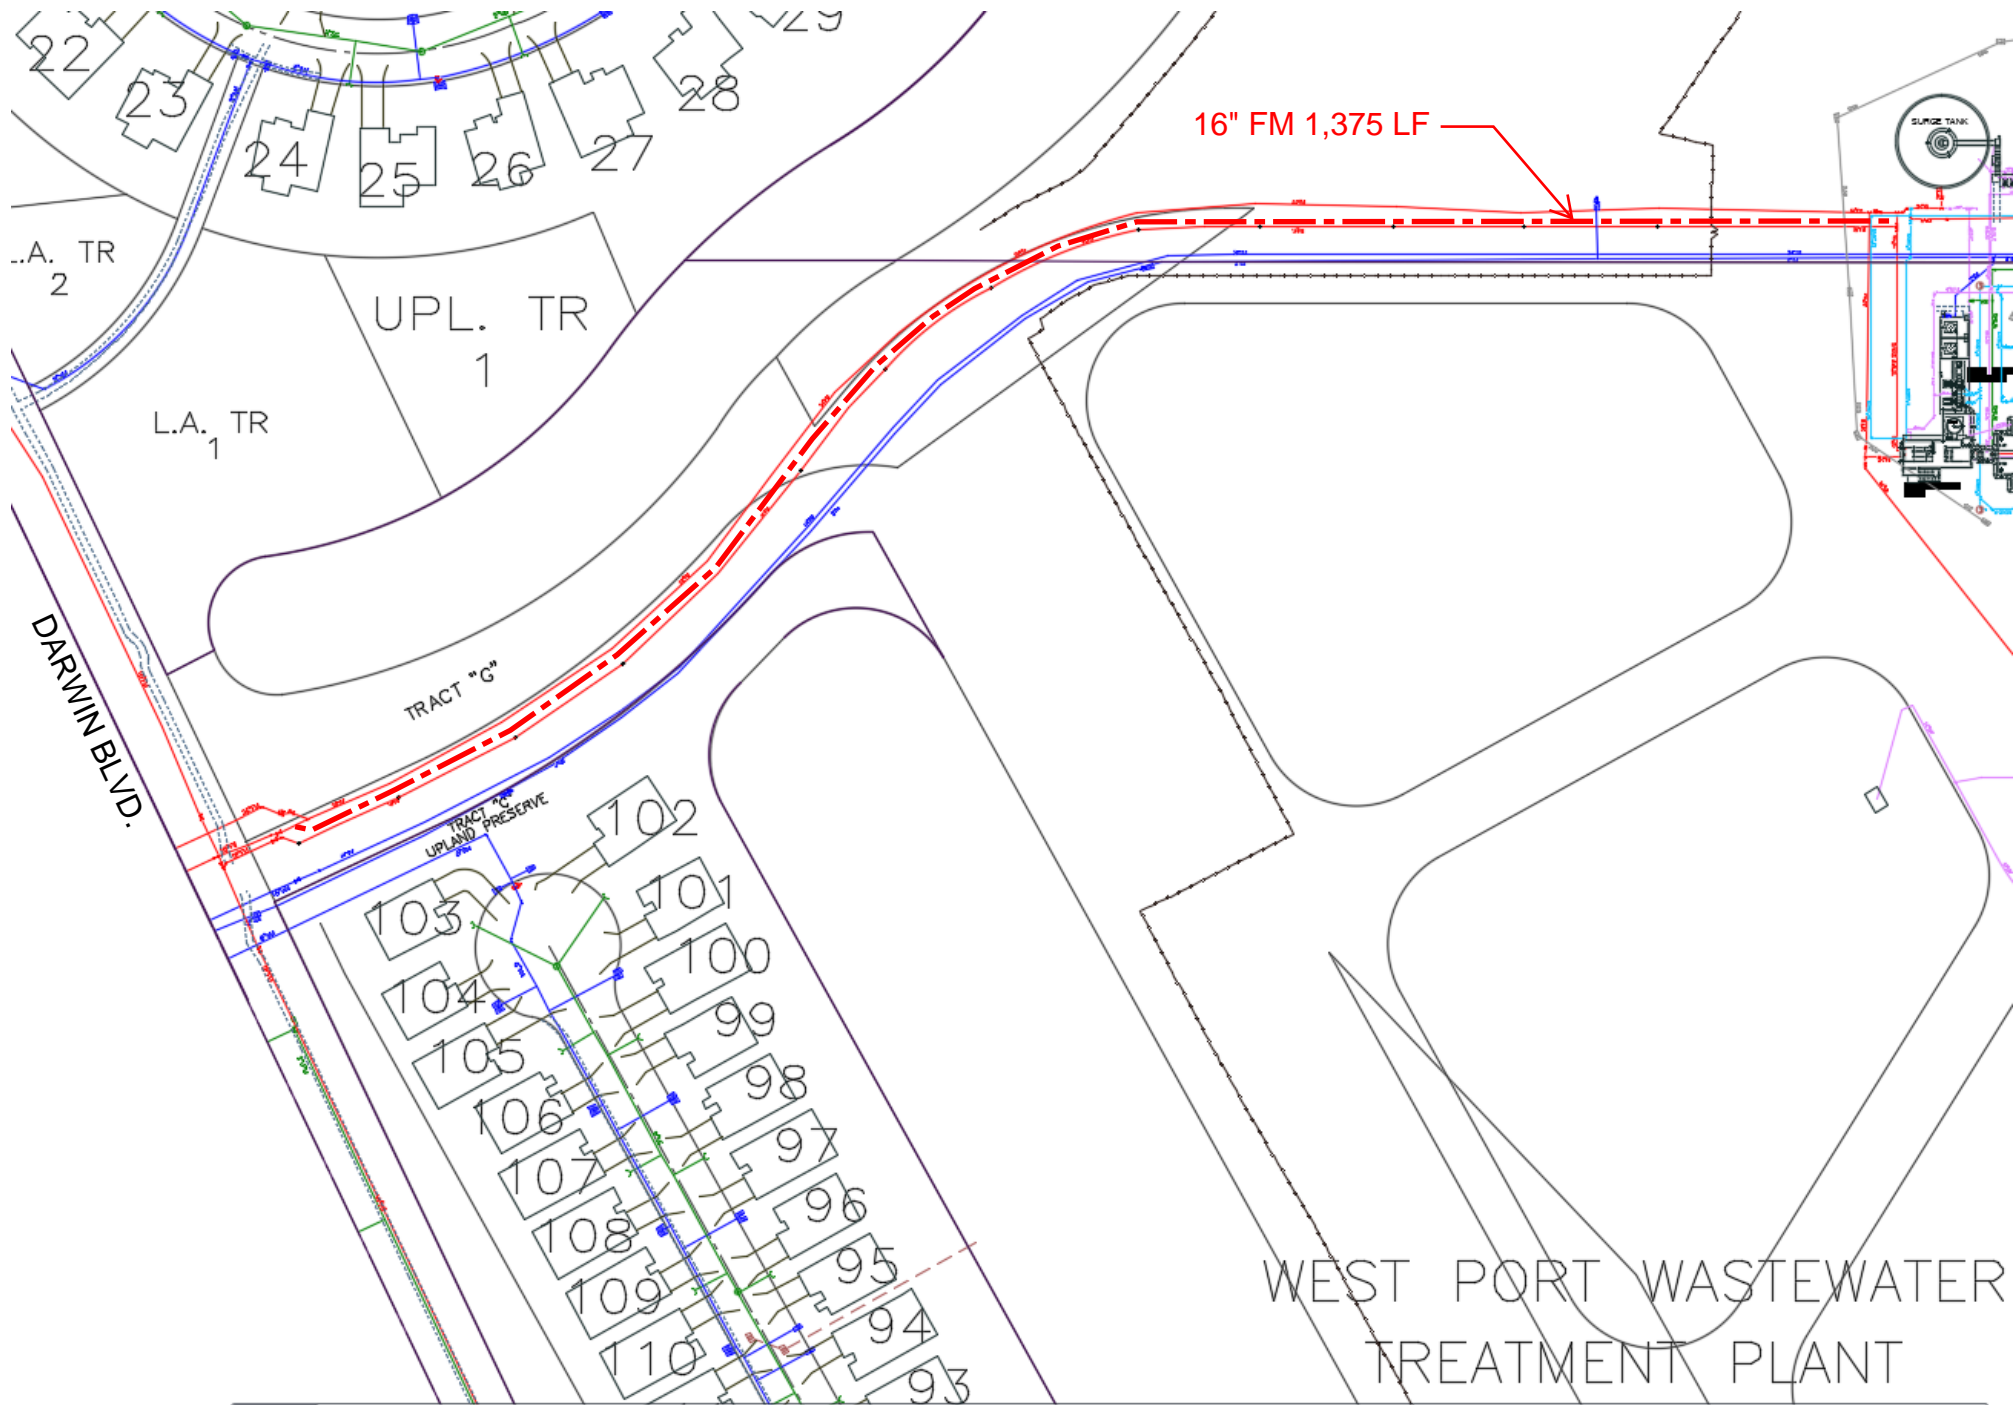 22
23
24
25
26
27
28
29
16" FM 1,375 LF
SURGE TANK
L.A. TR
2
UPL. TR
1
L.A. TR
1
DARWIN BLVD.
TRACT "G"
TRACT "C"
UPLAND PRESERVE
102
103
101
100
104
99
105
98
106
97
107
96
108
95
109
94
110
93
WEST PORT WASTEWATER
TREATMENT PLANT